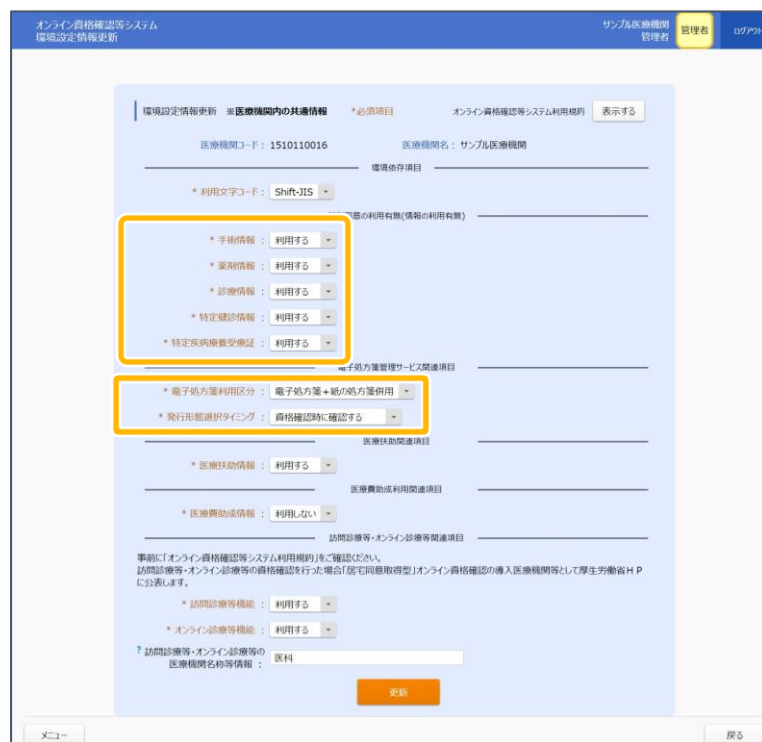 オンライン資格確認等システム
環境設定情報更新
サンプル医療機関
管理者
管理者
ログアウト
環境設定情報更新 ※医療機関内の共通情報 *必須項目 オンライン資格確認等システム利用規約 表示する
医療機関コード： 1510110016 医療機関名： サンプル医療機関
環境依存項目
* 利用文字コード： Shift-JIS
意の利用有無(情報の利用有無)
* 手術情報 ： 利用する
* 薬剤情報 ： 利用する
* 診療情報 ： 利用する
* 特定健診情報 ： 利用する
* 特定疾病療養受療証 ： 利用する
電子処方箋管理サービス関連項目
* 電子処方箋利用区分 ： 電子処方箋+紙の処方箋併用
* 発行形態選択タイミング ： 資格確認時に確認する
医療扶助関連項目
* 医療扶助情報 ： 利用する
医療費助成利用関連項目
* 医療費助成情報 ： 利用しない
訪問診療等・オンライン診療等関連項目
事前に「オンライン資格確認等システム利用規約」をご確認ください。
訪問診療等・オンライン診療等の資格確認を行った場合「居宅同意取得型」オンライン資格確認の導入医療機関等として厚生労働省ＨＰ
に公表します。
* 訪問診療等機能 ： 利用する
* オンライン診療等機能 ： 利用する
? 訪問診療等・オンライン診療等の
医療機関名称等情報 ： 医科
更新
メニュー 戻る